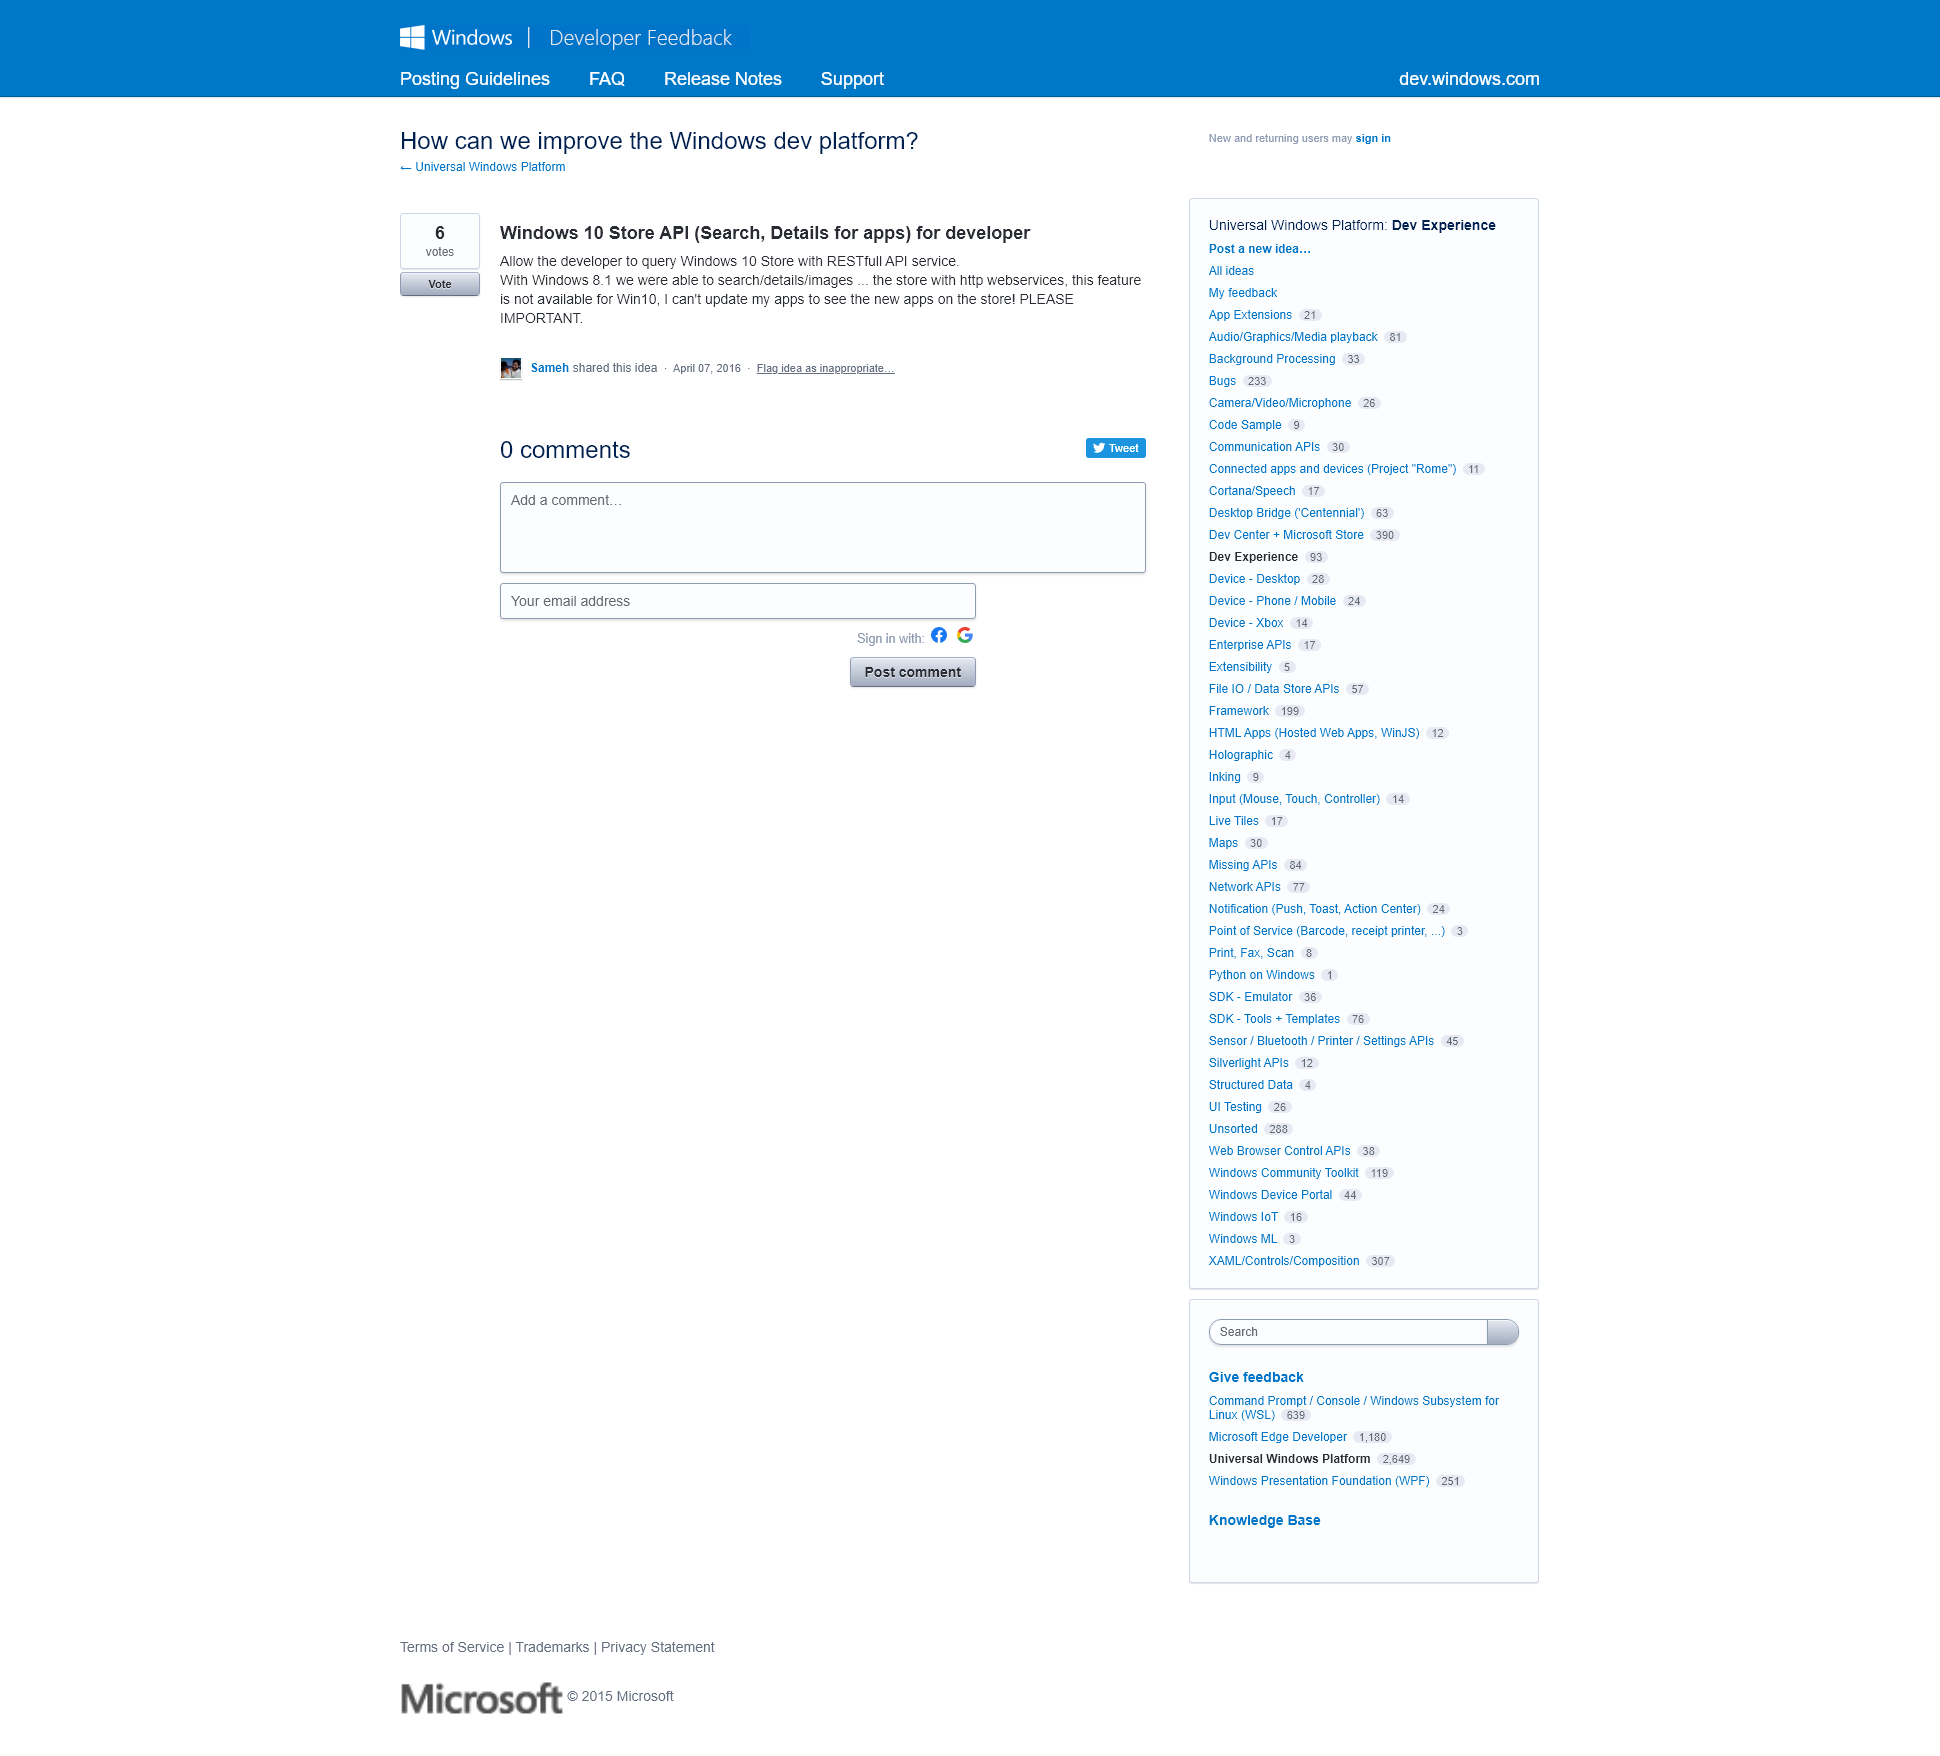 Windows | Developer Feedback
Posting Guidelines FAQ Release Notes Support dev.windows.com
How can we improve the Windows dev platform?
← Universal Windows Platform
New and returning users may sign in
6
votes
Vote
Windows 10 Store API (Search, Details for apps) for developer
Allow the developer to query Windows 10 Store with RESTfull API service.
With Windows 8.1 we were able to search/details/images ... the store with http webservices, this feature
is not available for Win10, I can't update my apps to see the new apps on the store! PLEASE
IMPORTANT.
Sameh shared this idea · April 07, 2016 · Flag idea as inappropriate…
0 comments
Tweet
Add a comment…
Your email address
Sign in with:
Post comment
Universal Windows Platform: Dev Experience
Post a new idea…
All ideas
My feedback
App Extensions 21
Audio/Graphics/Media playback 81
Background Processing 33
Bugs 233
Camera/Video/Microphone 26
Code Sample 9
Communication APIs 30
Connected apps and devices (Project "Rome") 11
Cortana/Speech 17
Desktop Bridge ('Centennial') 63
Dev Center + Microsoft Store 390
Dev Experience 93
Device - Desktop 28
Device - Phone / Mobile 24
Device - Xbox 14
Enterprise APIs 17
Extensibility 5
File IO / Data Store APIs 57
Framework 199
HTML Apps (Hosted Web Apps, WinJS) 12
Holographic 4
Inking 9
Input (Mouse, Touch, Controller) 14
Live Tiles 17
Maps 30
Missing APIs 84
Network APIs 77
Notification (Push, Toast, Action Center) 24
Point of Service (Barcode, receipt printer, ...) 3
Print, Fax, Scan 8
Python on Windows 1
SDK - Emulator 36
SDK - Tools + Templates 76
Sensor / Bluetooth / Printer / Settings APIs 45
Silverlight APIs 12
Structured Data 4
UI Testing 26
Unsorted 288
Web Browser Control APIs 38
Windows Community Toolkit 119
Windows Device Portal 44
Windows IoT 16
Windows ML 3
XAML/Controls/Composition 307
Search
Give feedback
Command Prompt / Console / Windows Subsystem for
Linux (WSL) 639
Microsoft Edge Developer 1,180
Universal Windows Platform 2,649
Windows Presentation Foundation (WPF) 251
Knowledge Base
Terms of Service | Trademarks | Privacy Statement
Microsoft © 2015 Microsoft